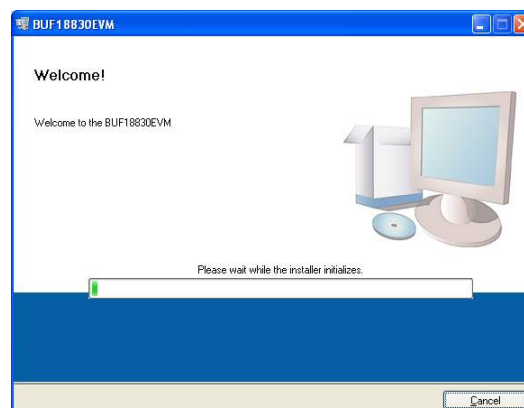 BUF18830EVM
Welcome!
Welcome to the BUF18830EVM
Please wait while the installer initializes.
Cancel